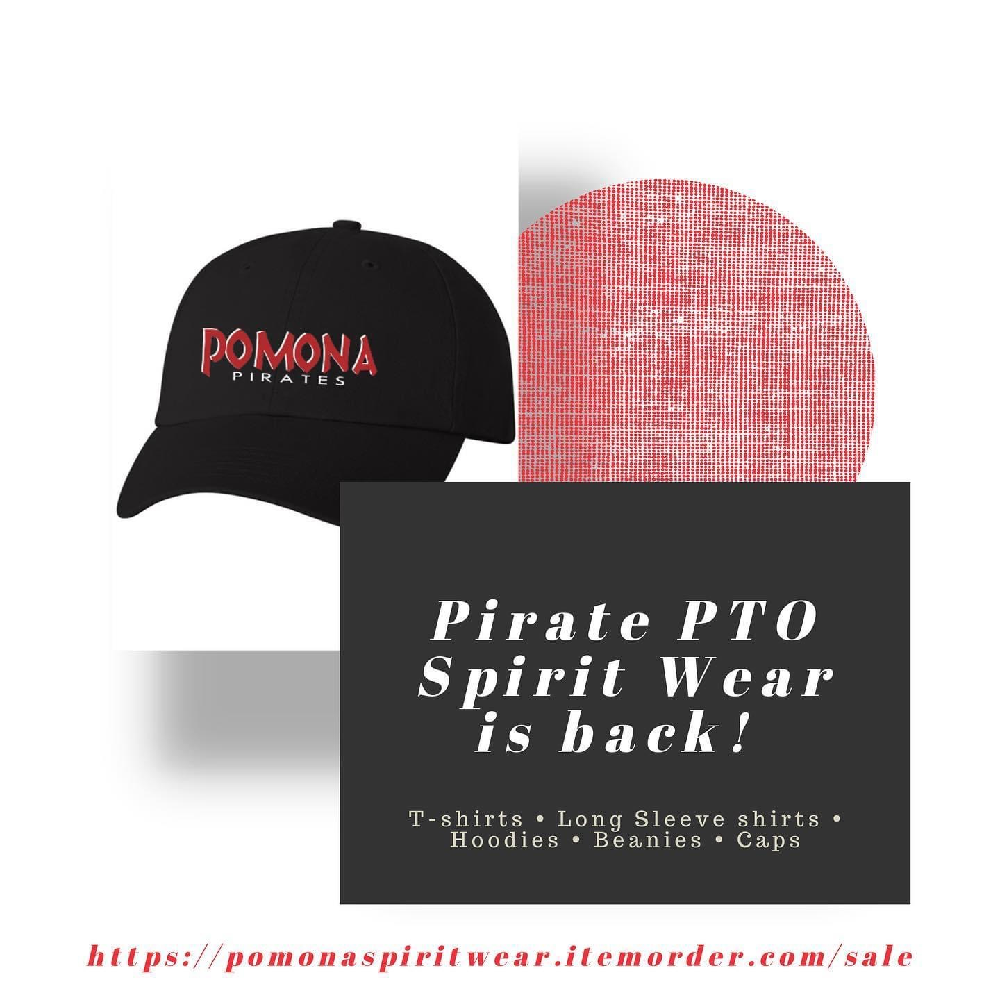 POMONA
PIRATES
Pirate PTO
Spirit Wear
is back!
T-shirts • Long Sleeve shirts •
Hoodies • Beanies • Caps
https://pomonaspiritwear.itemorder.com/sale